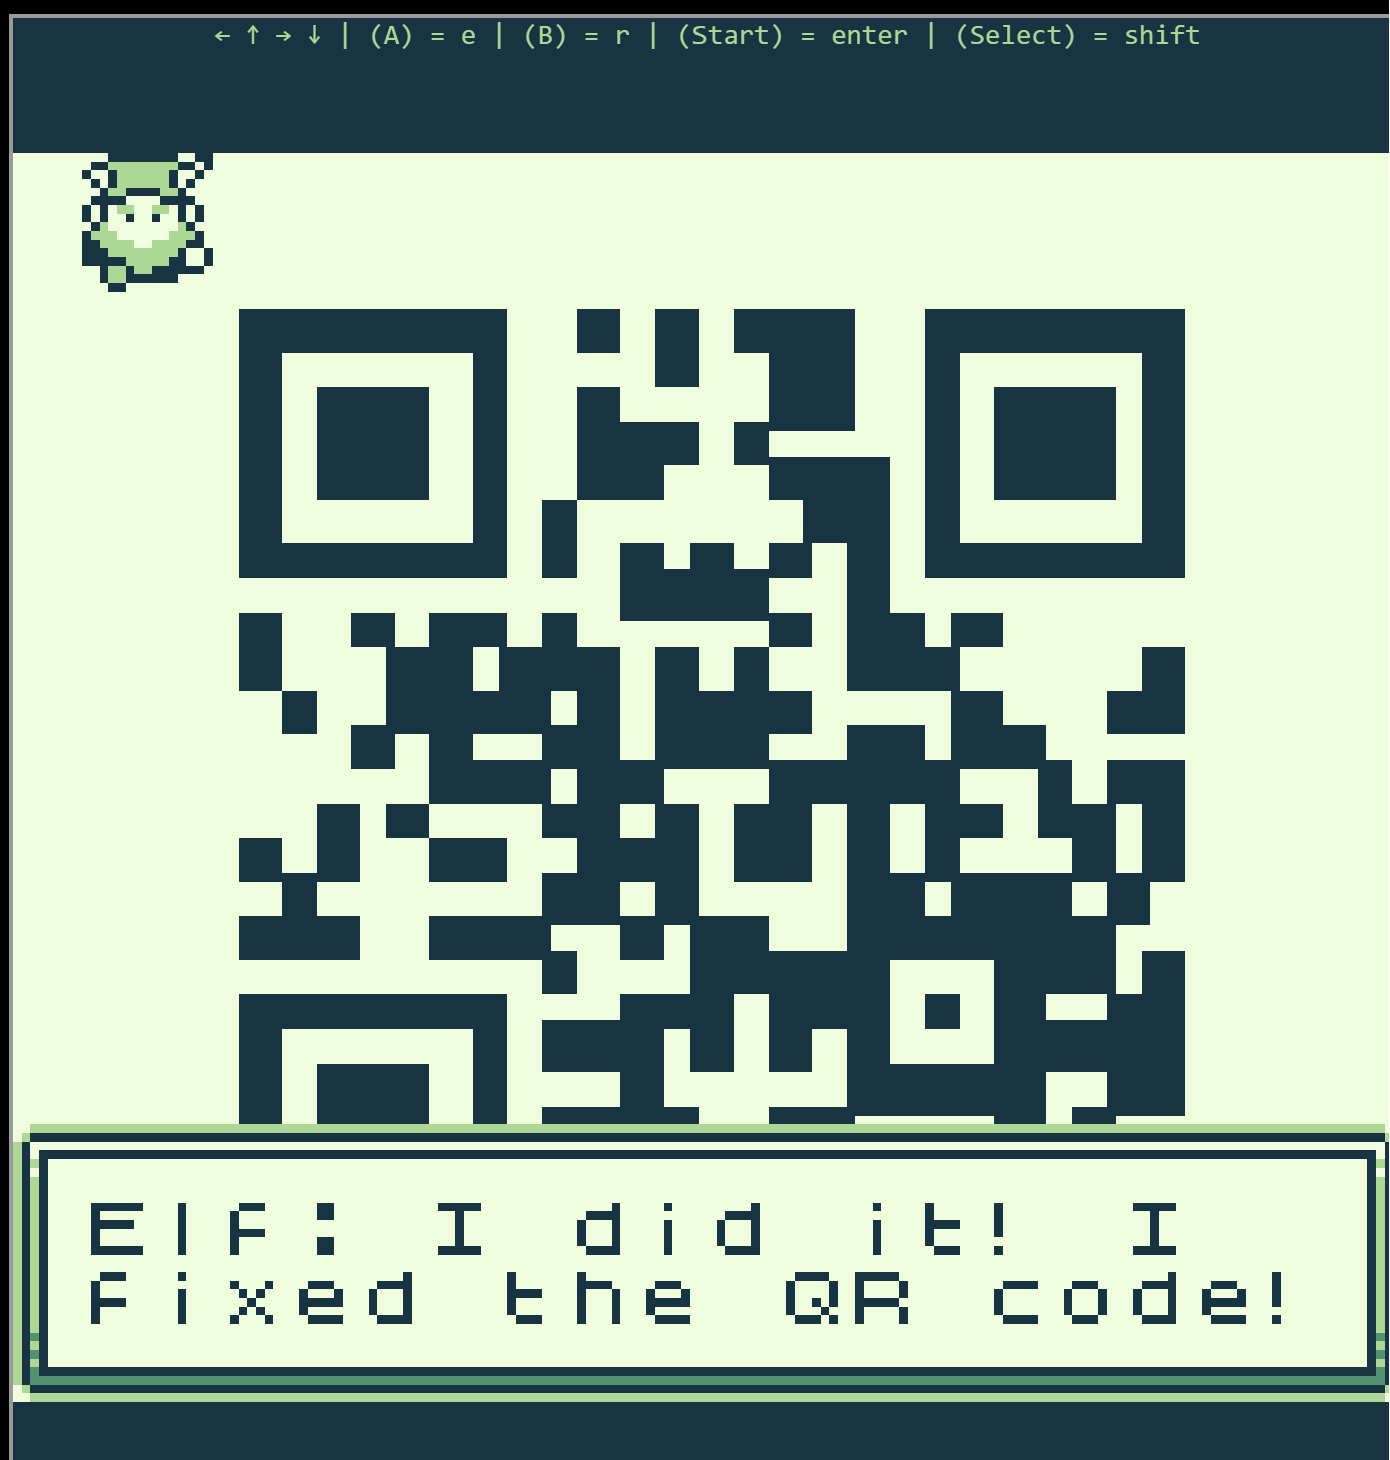 ← ↑ → ↓ | (A) = e | (B) = r | (Start) = enter | (Select) = shift
Elf: I did it! I
fixed the QR code!